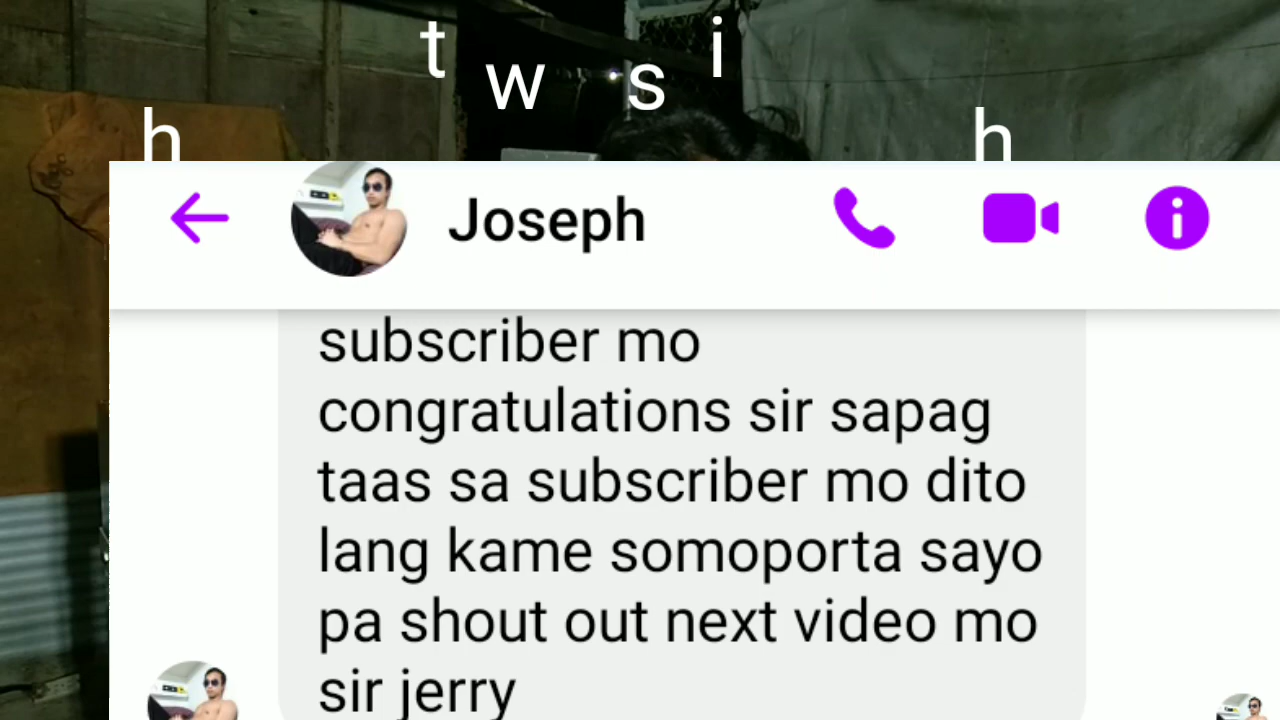 t w s i
h h
Joseph
subscriber mo
congratulations sir sapag
taas sa subscriber mo dito
lang kame somoporta sayo
pa shout out next video mo
sir jerry